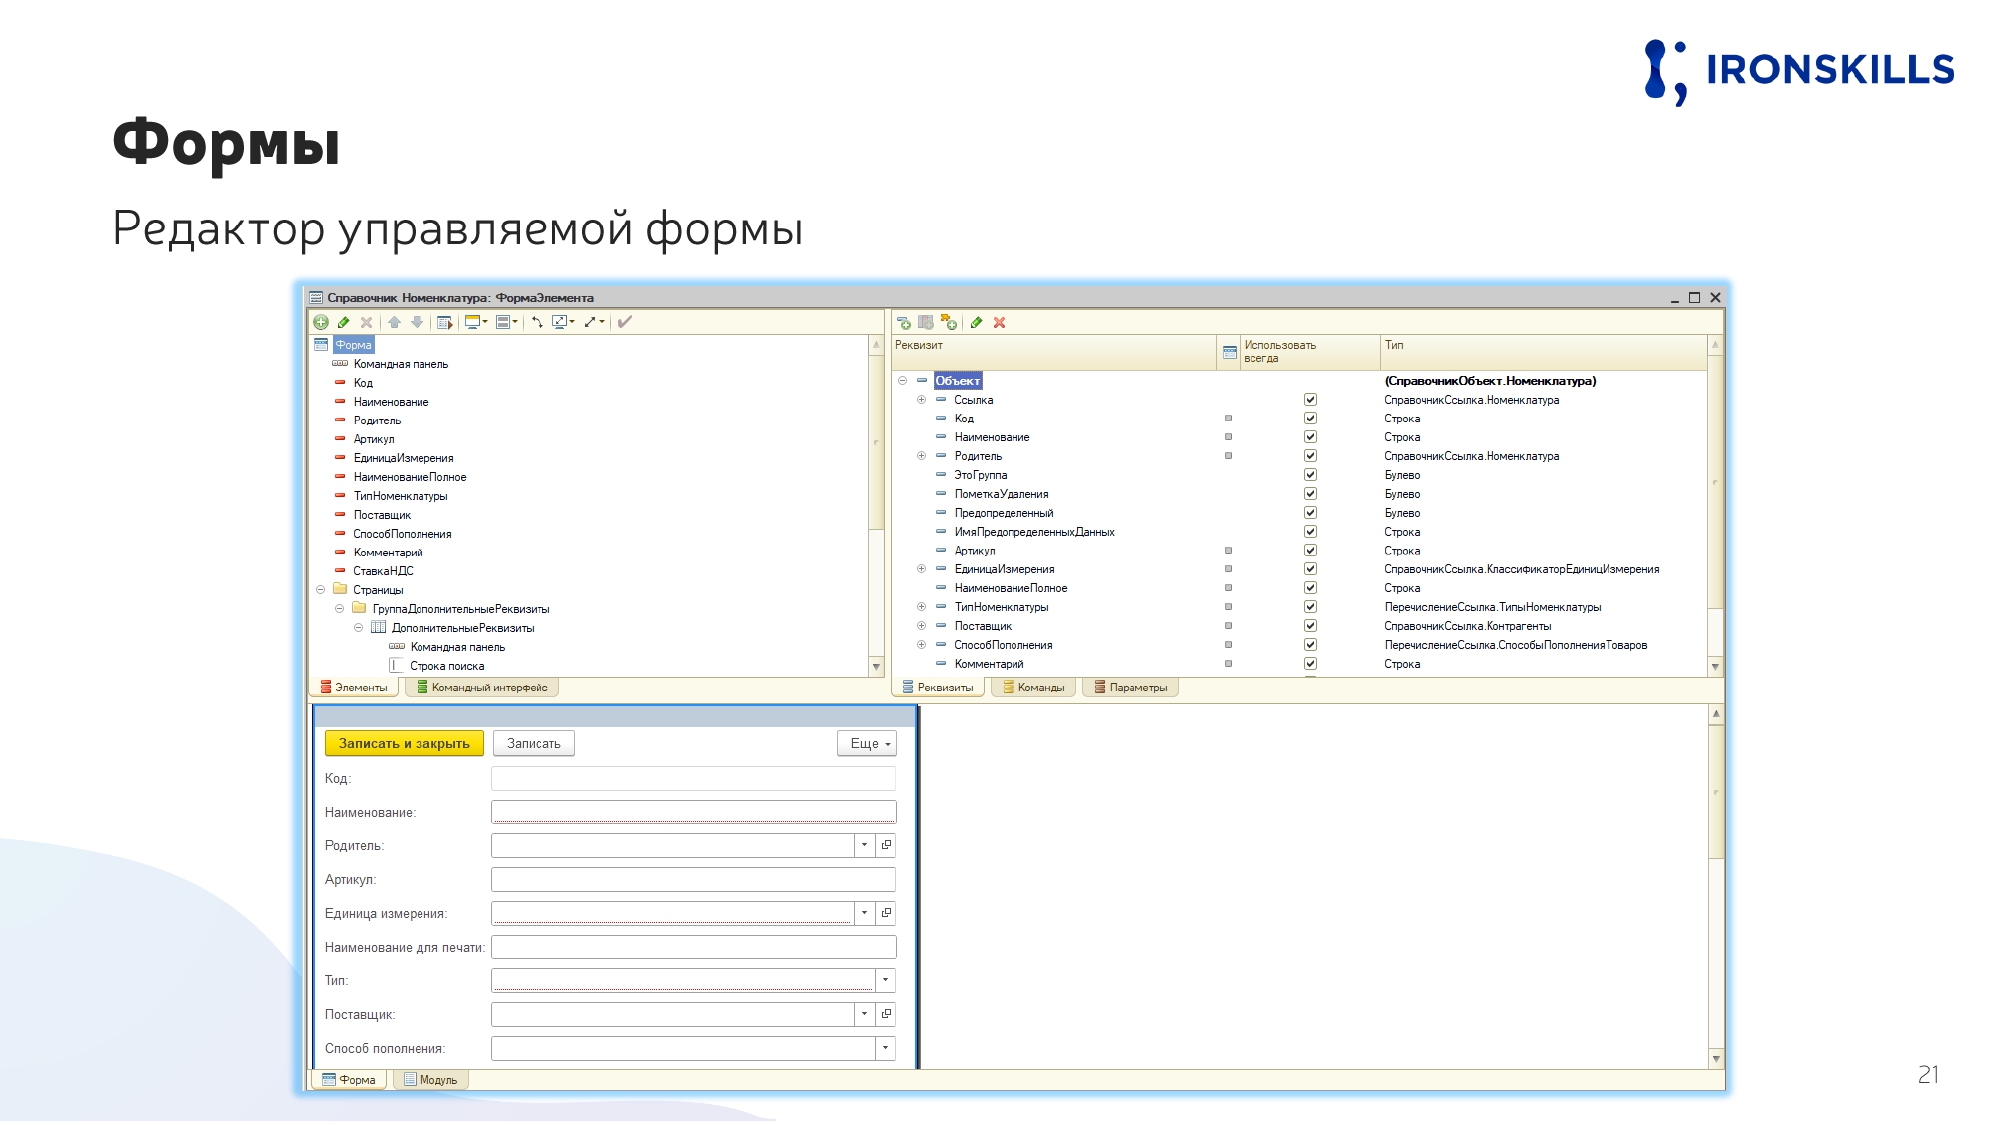 IRONSKILLS
Формы
Редактор управляемой формы
Справочник Номенклатура: ФормаЭлемента
Форма
Командная панель
Код
Наименование
Родитель
Артикул
ЕдиницаИзмерения
НаименованиеПолное
ТипНоменклатуры
Поставщик
СпособПополнения
Комментарий
СтавкаНДС
Страницы
ГруппаДополнительныеРеквизиты
ДополнительныеРеквизиты
Командная панель
Строка поиска
Элементы Командный интерфейс
Реквизит Использовать всегда Тип
Объект (СправочникОбъект.Номенклатура)
Ссылка СправочникСсылка.Номенклатура
Код Строка
Наименование Строка
Родитель СправочникСсылка.Номенклатура
ЭтоГруппа Булево
ПометкаУдаления Булево
Предопределенный Булево
ИмяПредопределенныхДанных Строка
Артикул Строка
ЕдиницаИзмерения СправочникСсылка.КлассификаторЕдиницИзмерения
НаименованиеПолное Строка
ТипНоменклатуры ПеречислениеСсылка.ТипыНоменклатуры
Поставщик СправочникСсылка.Контрагенты
СпособПополнения ПеречислениеСсылка.СпособыПополненияТоваров
Комментарий Строка
Реквизиты Команды Параметры
Записать и закрыть Записать Еще
Код:
Наименование:
Родитель:
Артикул:
Единица измерения:
Наименование для печати:
Тип:
Поставщик:
Способ пополнения:
Форма Модуль
21